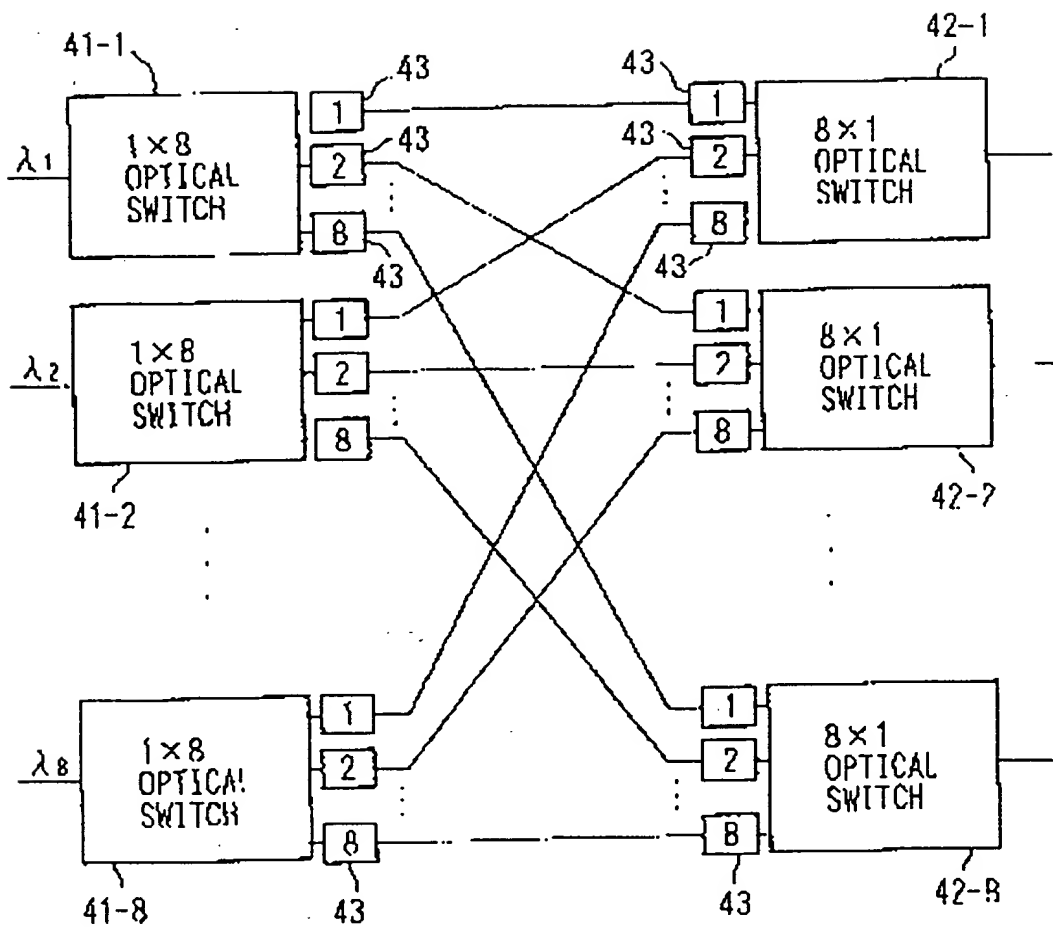 41-1
43
43
42-1
λ1
1×8
OPTICAL
SWITCH
1
43
2
8
43
43
1
43
2
8
43
8×1
OPTICAL
SWITCH
λ2
1×8
OPTICAL
SWITCH
1
2
8
41-2
1
2
8
8×1
OPTICAL
SWITCH
42-2
λ8
1×8
OPTICAL
SWITCH
1
2
8
43
41-8
1
2
8
43
8×1
OPTICAL
SWITCH
42-8